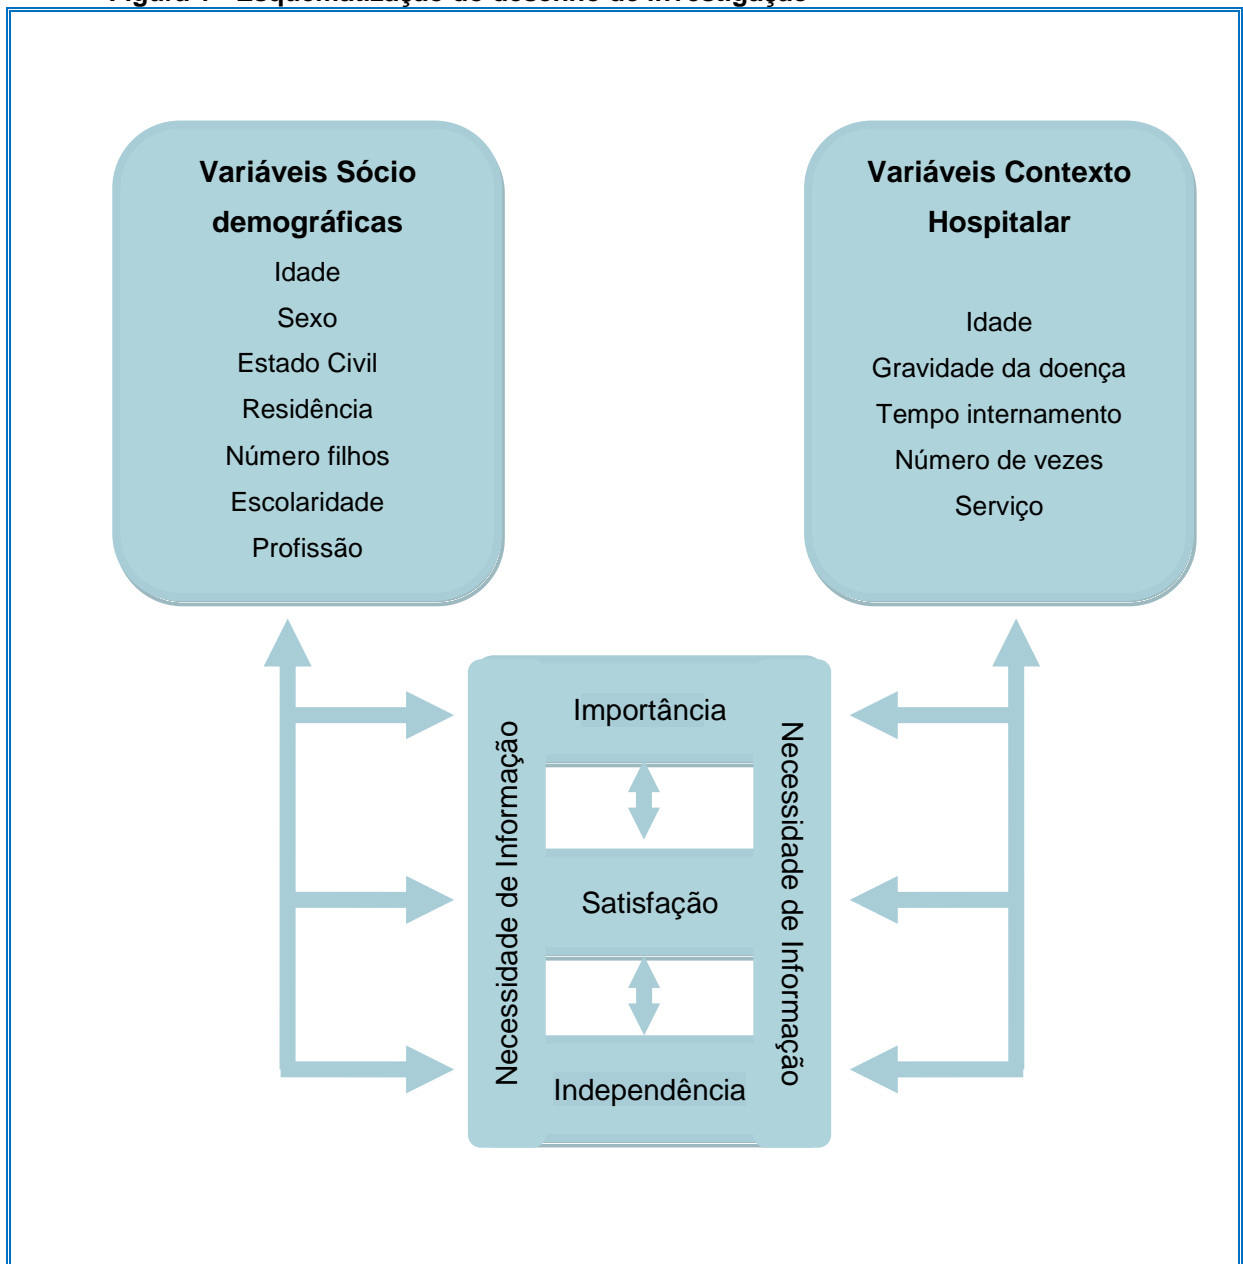 Variáveis Sócio
demográficas
Idade
Sexo
Estado Civil
Residência
Número filhos
Escolaridade
Profissão
Variáveis Contexto
Hospitalar
Idade
Gravidade da doença
Tempo internamento
Número de vezes
Serviço
Necessidade de Informação
Importância
Satisfação
Independência
Necessidade de Informação